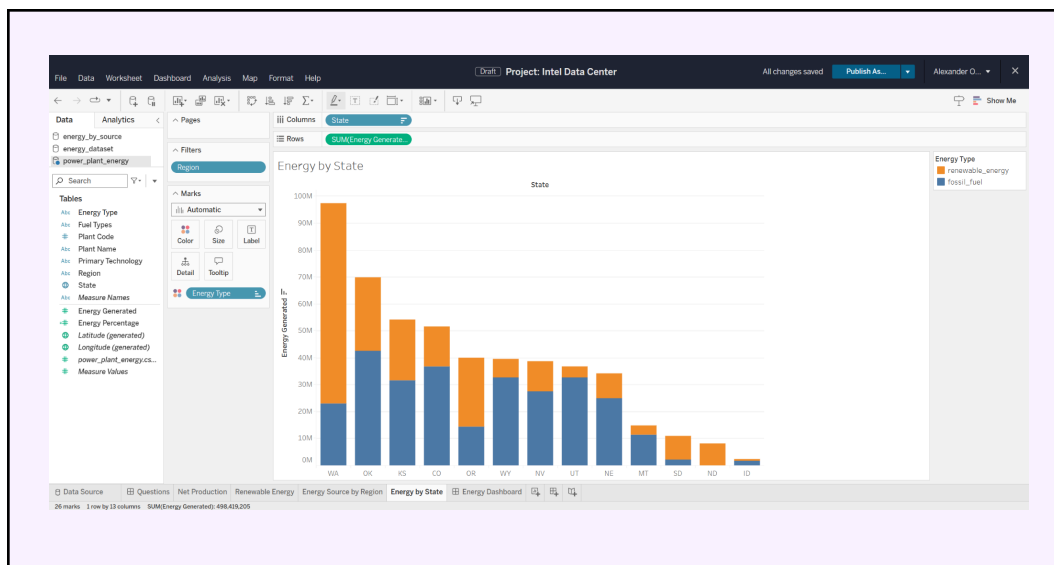 File Data Worksheet Dashboard Analysis Map Format Help
Draft Project: Intel Data Center
All changes saved
Publish As...
Alexander O...
Show Me
Data Analytics
energy_by_source
energy_dataset
power_plant_energy
Search
Tables
Abc Energy Type
Abc Fuel Types
Plant Code
Abc Plant Name
Abc Primary Technology
Abc Region
State
Abc Measure Names
Energy Generated
Energy Percentage
Latitude (generated)
Longitude (generated)
power_plant_energy.cs...
Measure Values
Pages
Filters
Region
Marks
Automatic
Color Size Label
Detail Tooltip
Energy Type
Columns State
Rows SUM(Energy Generate..
Energy by State
State
Energy Generated
100M
90M
80M
70M
60M
50M
40M
30M
20M
10M
0M
WA OK KS CO OR WY NV UT NE MT SD ND ID
Energy Type
renewable_energy
fossil_fuel
Data Source Questions Net Production Renewable Energy Energy Source by Region Energy by State Energy Dashboard
26 marks 1 row by 13 columns SUM(Energy Generated): 498,419,205